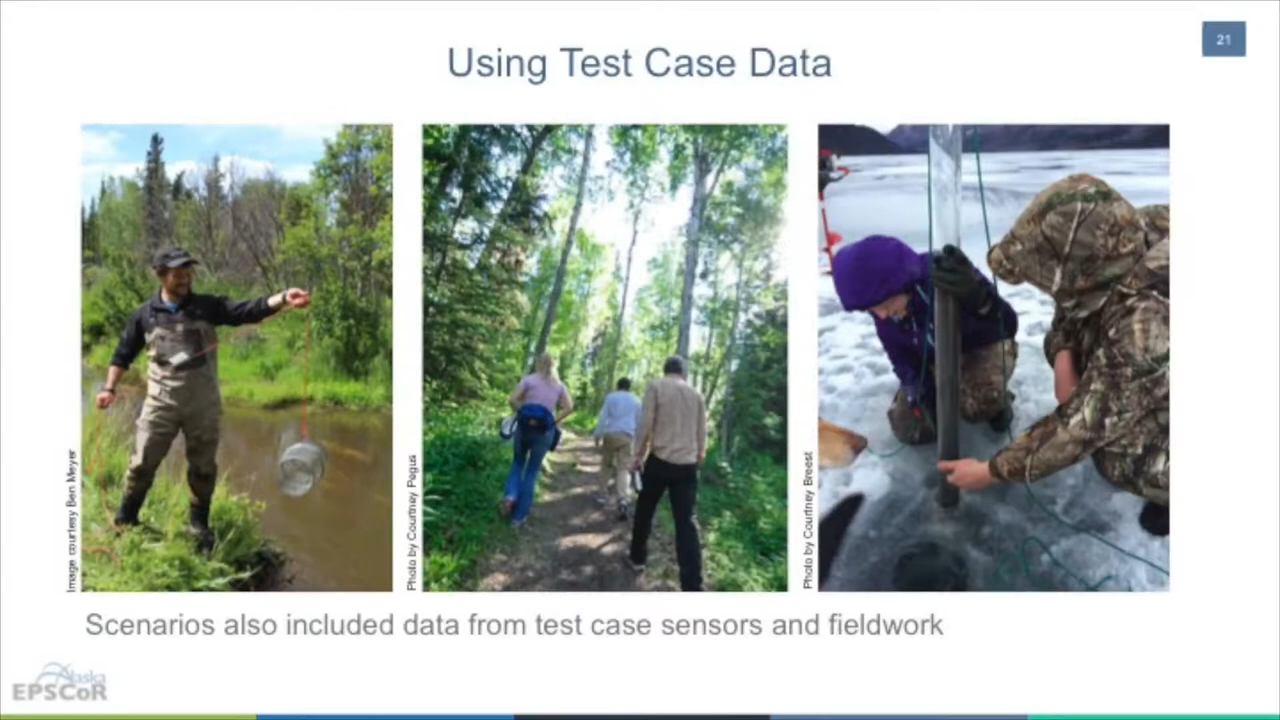 21
Using Test Case Data
Image courtesy Ben Meyer
Photo by Courtney Pegus
Photo by Courtney Breest
Scenarios also included data from test case sensors and fieldwork
Alaska
EPSCoR